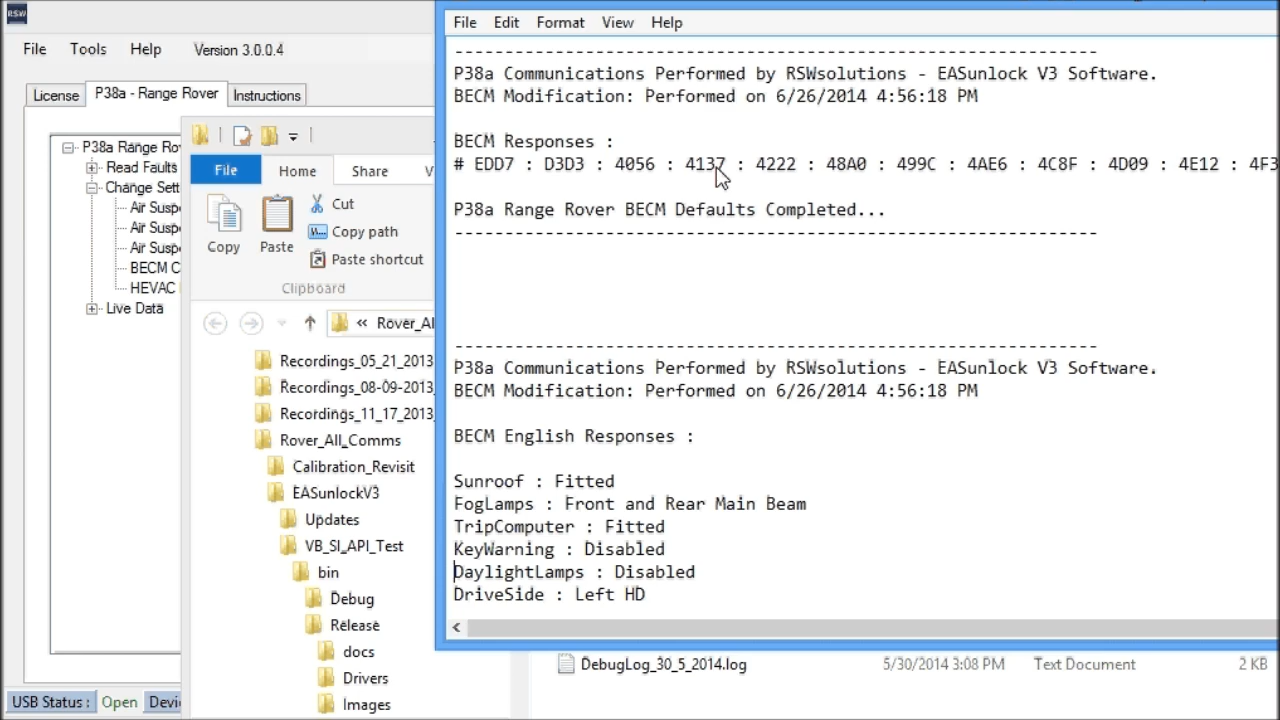 RSW
File Tools Help Version 3.0.0.4
License P38a - Range Rover Instructions
P38a Range Ro
Read Faults
Change Sett
Air Susp
Air Susp
Air Susp
BECM C
HEVAC
Live Data
USB Status : Open Devi
File Home Share V
Copy
Paste
Cut
Copy path
Paste shortcut
Clipboard
« Rover_Al
Recordings_05_21_2013
Recordings_08-09-2013
Recordings_11_17_2013
Rover_All_Comms
Calibration_Revisit
EASunlockV3
Updates
VB_SI_API_Test
bin
Debug
Release
docs
Drivers
Images
File Edit Format View Help
----------------------------------------------------------------
P38a Communications Performed by RSWsolutions - EASunlock V3 Software.
BECM Modification: Performed on 6/26/2014 4:56:18 PM
BECM Responses :
# EDD7 : D3D3 : 4056 : 4137 : 4222 : 48A0 : 499C : 4AE6 : 4C8F : 4D09 : 4E12 : 4F3
P38a Range Rover BECM Defaults Completed...
----------------------------------------------------------------
----------------------------------------------------------------
P38a Communications Performed by RSWsolutions - EASunlock V3 Software.
BECM Modification: Performed on 6/26/2014 4:56:18 PM
BECM English Responses :
Sunroof : Fitted
FogLamps : Front and Rear Main Beam
TripComputer : Fitted
KeyWarning : Disabled
DaylightLamps : Disabled
DriveSide : Left HD
DebugLog_30_5_2014.log 5/30/2014 3:08 PM Text Document 2 KB